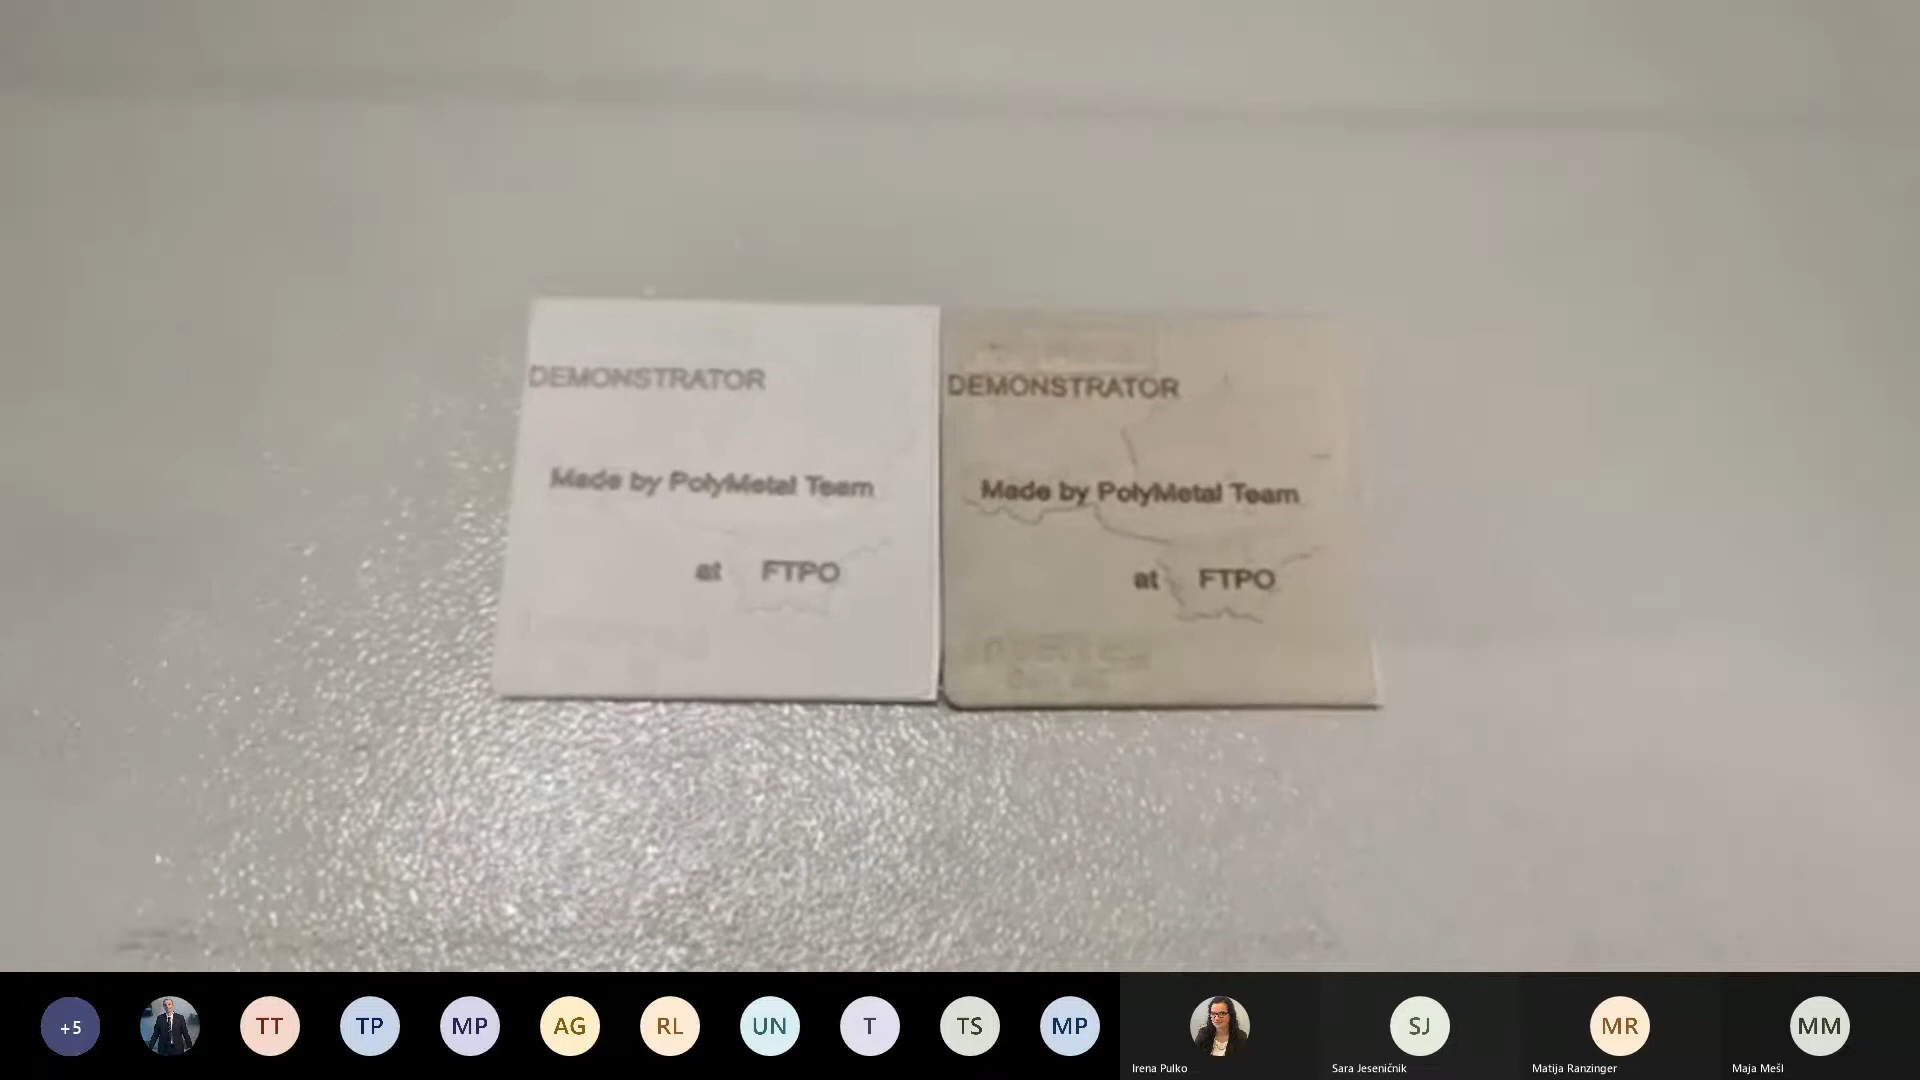 DEMONSTRATOR
Made by PolyMetal Team
at FTPO
DEMONSTRATOR
Made by PolyMetal Team
at FTPO
+5
TT
TP
MP
AG
RL
UN
T
TS
MP
SJ
MR
MM
Irena Pulko
Sara Jeseničnik
Matija Ranzinger
Maja Mešl